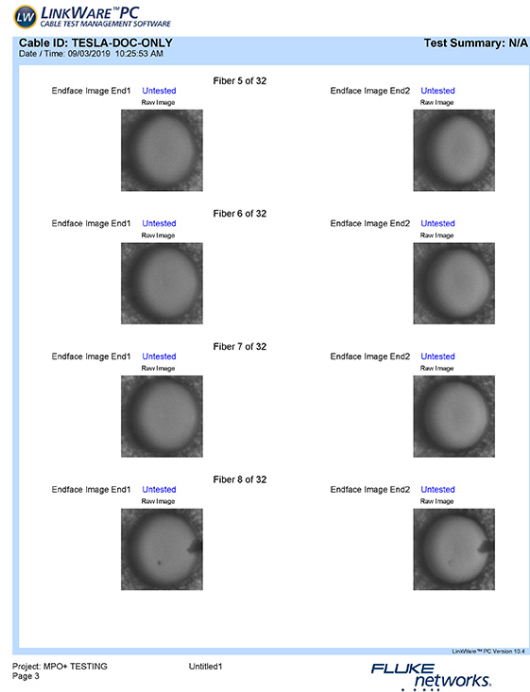 LW LINKWARE™PC
CABLE TEST MANAGEMENT SOFTWARE
Cable ID: TESLA-DOC-ONLY Test Summary: N/A
Date / Time: 09/03/2019 10:25:53 AM
Fiber 5 of 32
Endface Image End1 Untested Endface Image End2 Untested
Raw Image Raw Image
Fiber 6 of 32
Endface Image End1 Untested Endface Image End2 Untested
Raw Image Raw Image
Fiber 7 of 32
Endface Image End1 Untested Endface Image End2 Untested
Raw Image Raw Image
Fiber 8 of 32
Endface Image End1 Untested Endface Image End2 Untested
Raw Image Raw Image
LinkWare™ PC Version 10.4
Project: MPO+ TESTING Untitled1
Page 3
FLUKE
networks.